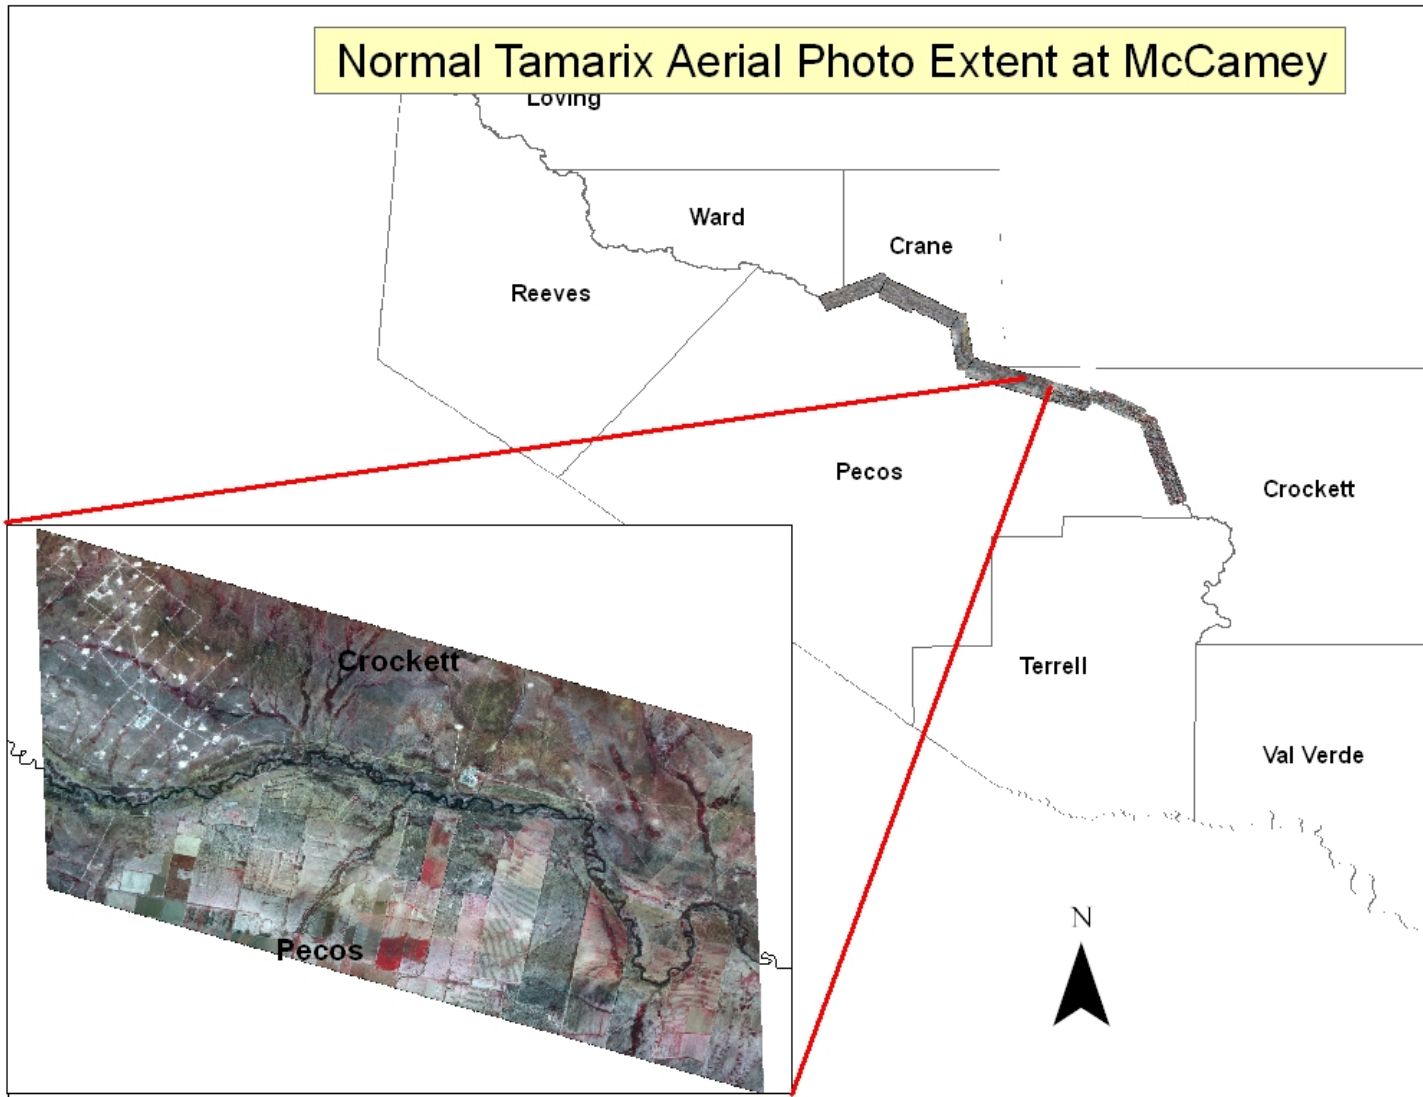 Normal Tamarix Aerial Photo Extent at McCamey
Loving
Ward
Crane
Reeves
Pecos
Crockett
Terrell
Val Verde
Crockett
Pecos
N